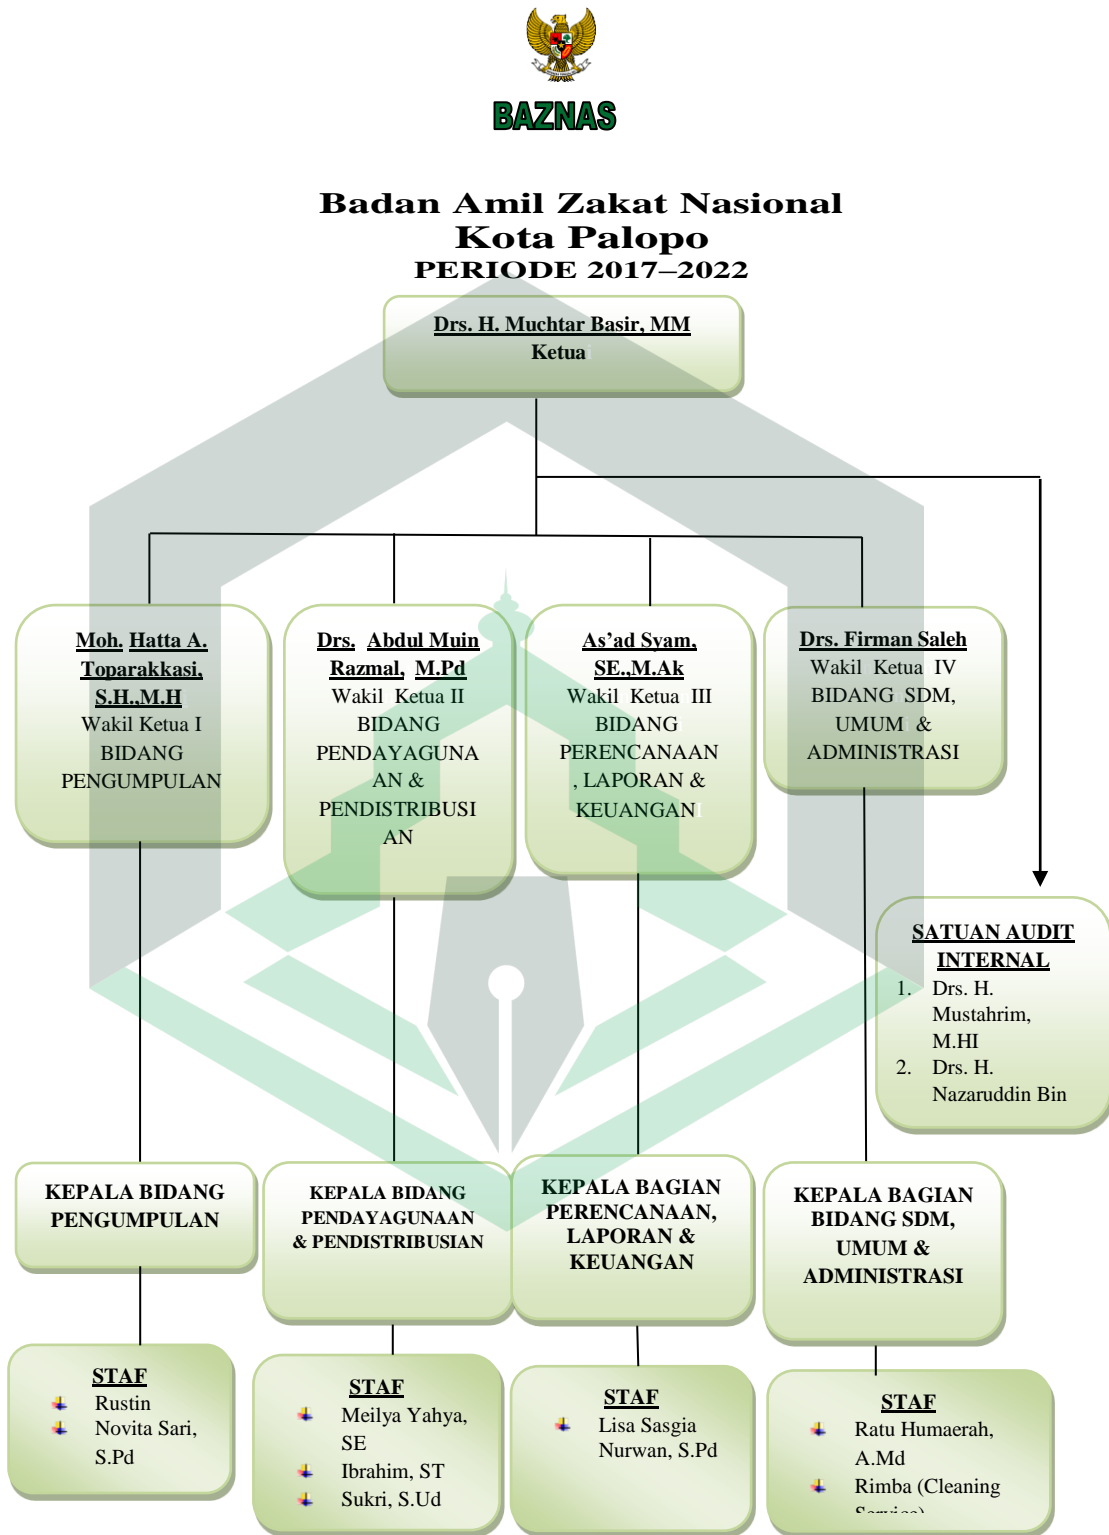 BAZNAS
Badan Amil Zakat Nasional
Kota Palopo
PERIODE 2017–2022
Drs. H. Muchtar Basir, MM
Ketua
Moh. Hatta A.
Toparakkasi,
S.H.,M.H
Wakil Ketua I
BIDANG
PENGUMPULAN
Drs. Abdul Muin
Razmal, M.Pd
Wakil Ketua II
BIDANG
PENDAYAGUNA
AN &
PENDISTRIBUSI
AN
As’ad Syam,
SE.,M.Ak
Wakil Ketua III
BIDANG
PERENCANAAN
, LAPORAN &
KEUANGAN
Drs. Firman Saleh
Wakil Ketua IV
BIDANG SDM,
UMUM &
ADMINISTRASI
SATUAN AUDIT
INTERNAL
1. Drs. H.
Mustahrim,
M.HI
2. Drs. H.
Nazaruddin Bin
KEPALA BIDANG
PENGUMPULAN
KEPALA BIDANG
PENDAYAGUNAAN
& PENDISTRIBUSIAN
KEPALA BAGIAN
PERENCANAAN,
LAPORAN &
KEUANGAN
KEPALA BAGIAN
BIDANG SDM,
UMUM &
ADMINISTRASI
STAF
Rustin
Novita Sari,
S.Pd
STAF
Meilya Yahya,
SE
Ibrahim, ST
Sukri, S.Ud
STAF
Lisa Sasgia
Nurwan, S.Pd
STAF
Ratu Humaerah,
A.Md
Rimba (Cleaning
Service)